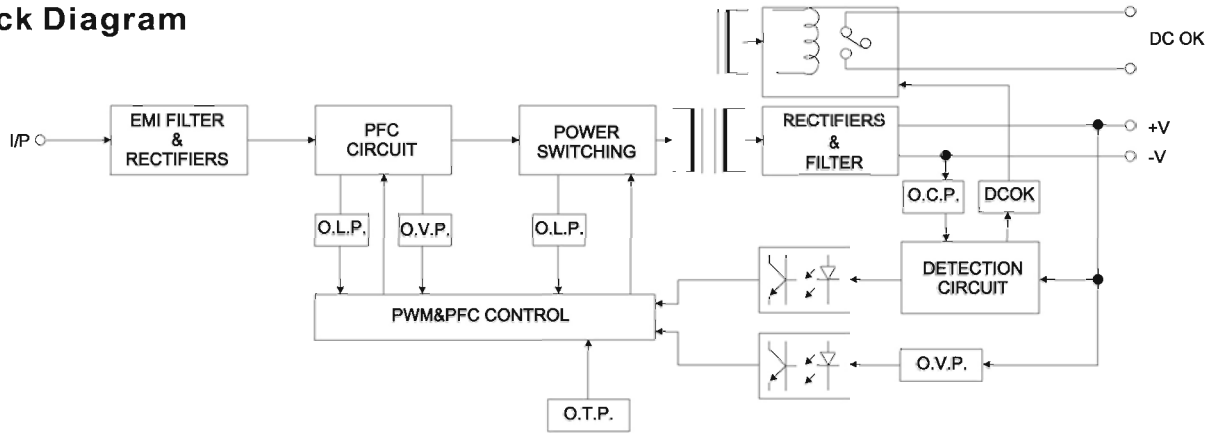 ck Diagram
DC OK
I/P
EMI FILTER
&
RECTIFIERS
PFC
CIRCUIT
POWER
SWITCHING
RECTIFIERS
&
FILTER
+V
-V
O.L.P.
O.V.P.
O.L.P.
O.C.P.
DCOK
DETECTION
CIRCUIT
PWM&PFC CONTROL
O.V.P.
O.T.P.